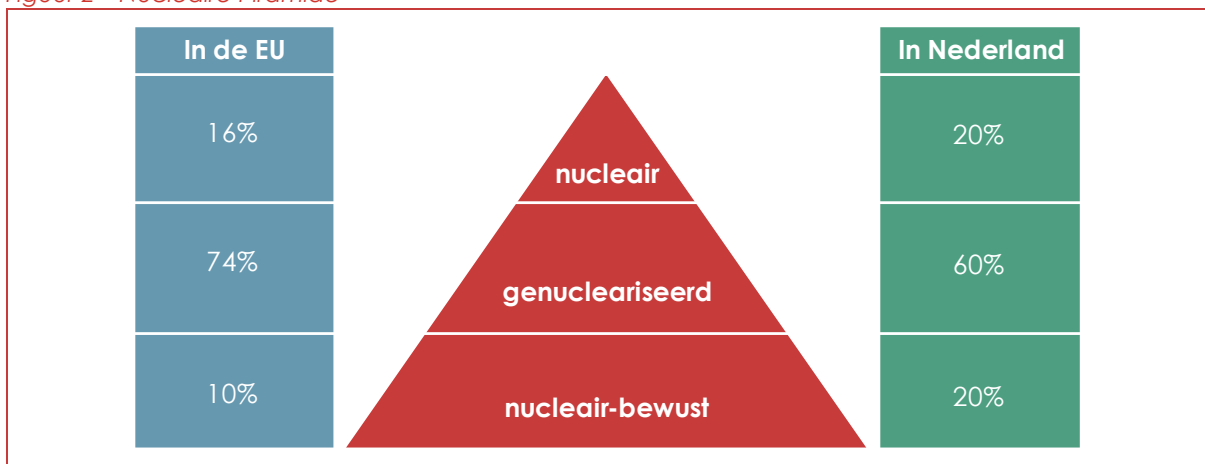 In de EU
In Nederland
16%
nucleair
20%
74%
genucleariseerd
60%
10%
nucleair-bewust
20%